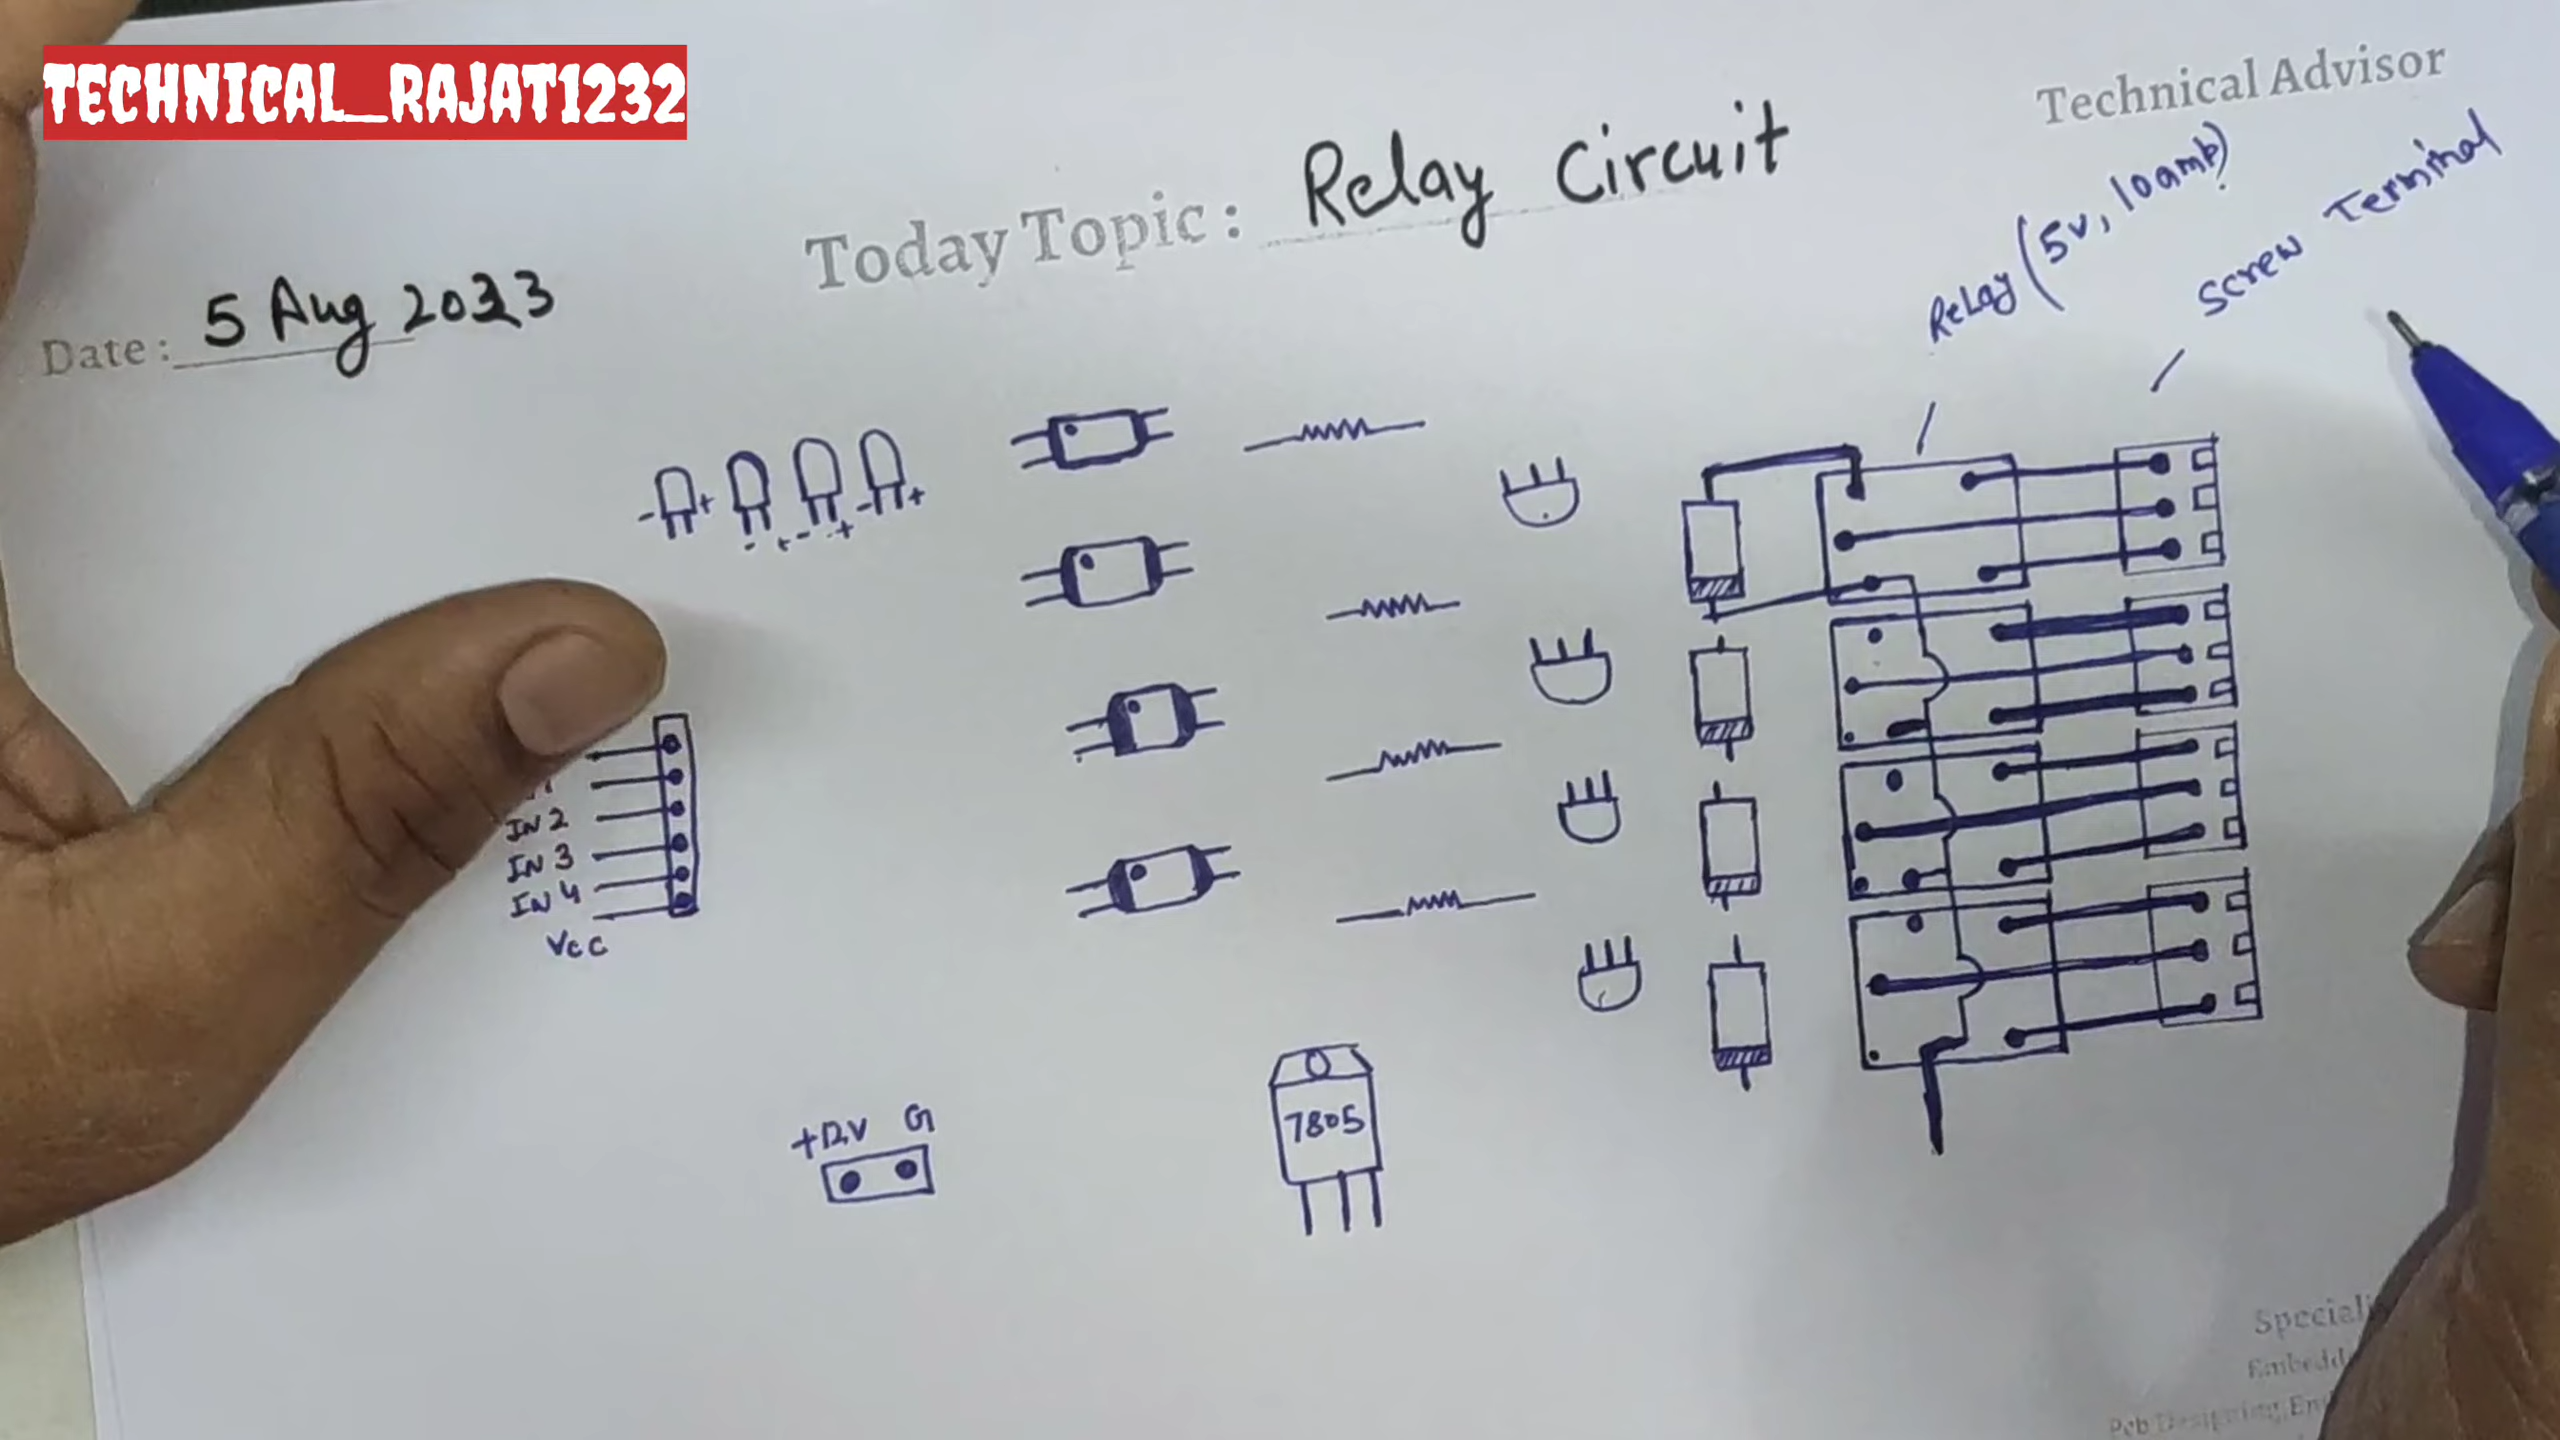 TECHNICAL_RAJAT1232
Technical Advisor
Today Topic: Relay Circuit
Date: 5 Aug 2023
Relay (5v, 10amp)
Screw Terminal
- + - + - + - +
IN 2
IN 3
IN 4
Vcc
+12V G
7805